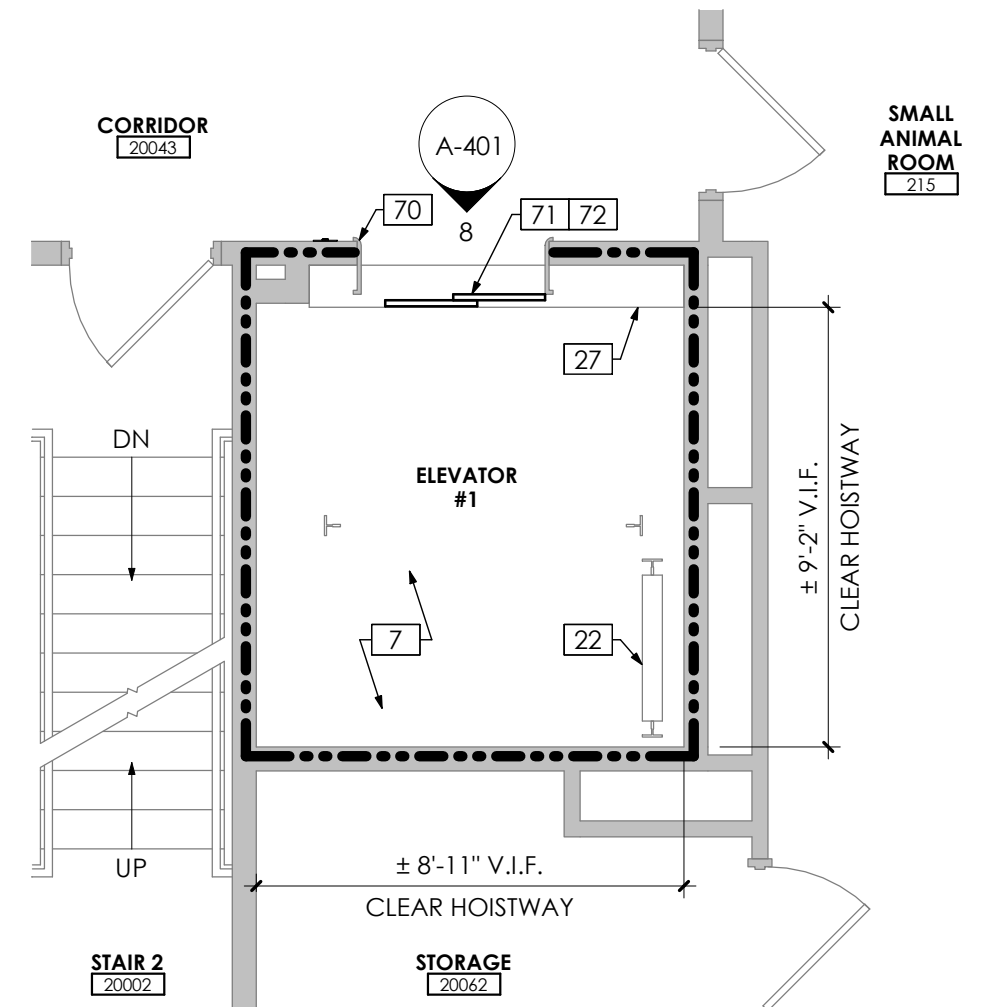 CORRIDOR
20043
A-401
8
SMALL
ANIMAL
ROOM
215
70
71 72
27
DN
ELEVATOR
#1
± 9'-2" V.I.F.
CLEAR HOISTWAY
7
22
UP
± 8'-11" V.I.F.
CLEAR HOISTWAY
STAIR 2
20002
STORAGE
20062